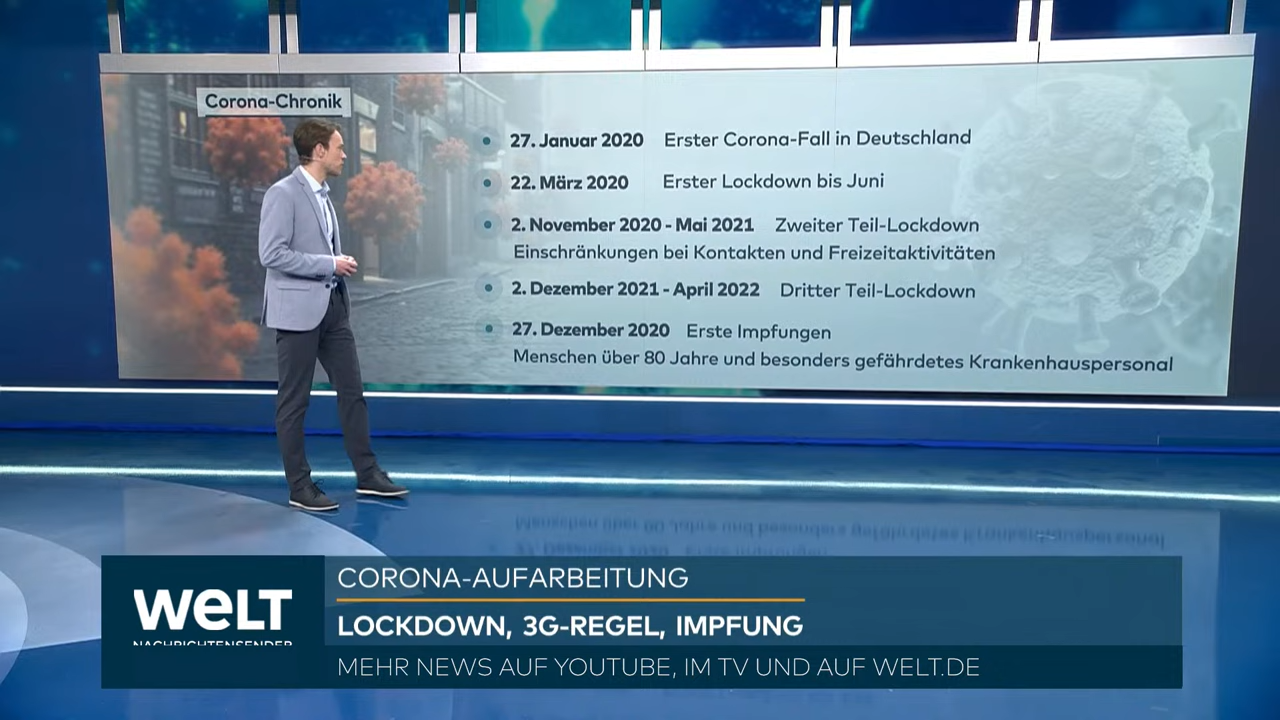 Corona-Chronik
27. Januar 2020 Erster Corona-Fall in Deutschland
22. März 2020 Erster Lockdown bis Juni
2. November 2020 - Mai 2021 Zweiter Teil-Lockdown
Einschränkungen bei Kontakten und Freizeitaktivitäten
2. Dezember 2021 - April 2022 Dritter Teil-Lockdown
27. Dezember 2020 Erste Impfungen
Menschen über 80 Jahre und besonders gefährdetes Krankenhauspersonal
CORONA-AUFARBEITUNG
welt
NACHRICHTENSENDER
LOCKDOWN, 3G-REGEL, IMPFUNG
MEHR NEWS AUF YOUTUBE, IM TV UND AUF WELT.DE